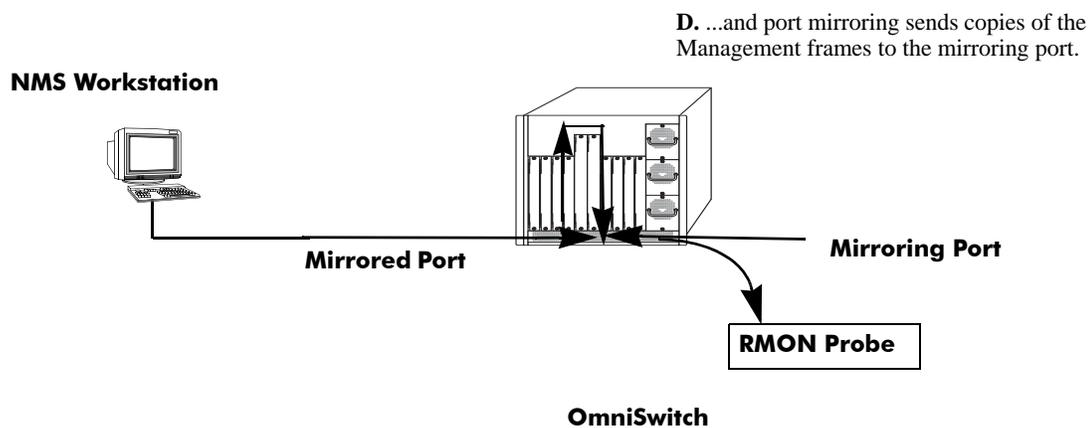 D. ...and port mirroring sends copies of the
Management frames to the mirroring port.
NMS Workstation
Mirrored Port
Mirroring Port
RMON Probe
OmniSwitch